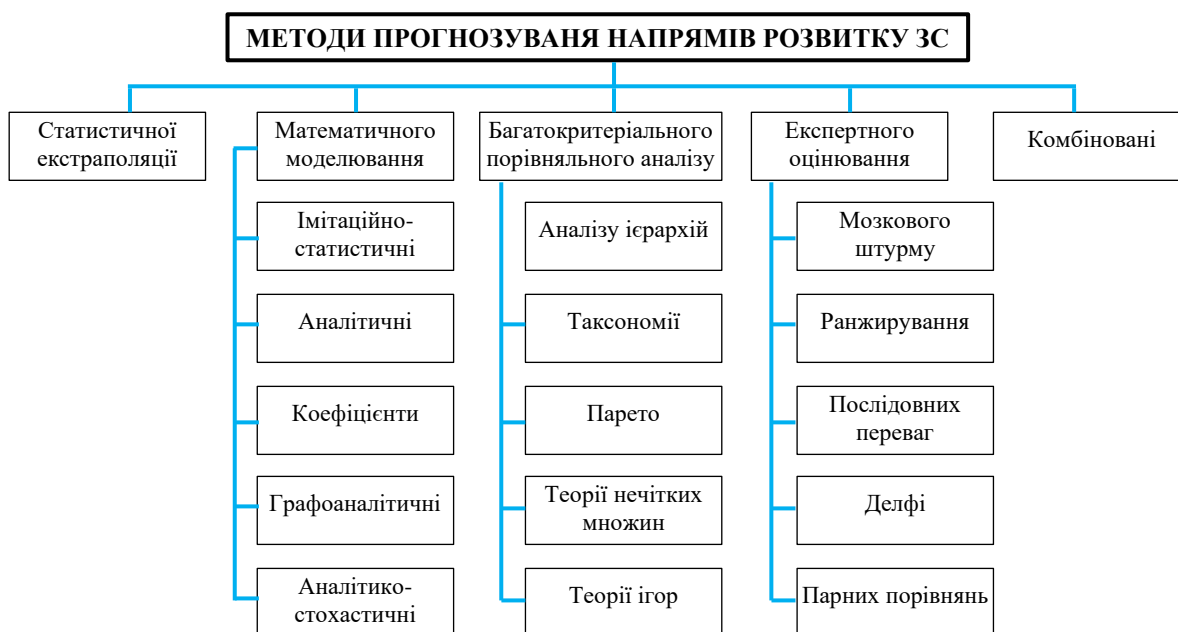 МЕТОДИ ПРОГНОЗУВАНЯ НАПРЯМІВ РОЗВИТКУ ЗС
Статистичної
екстраполяції
Математичного
моделювання
Багатокритеріального
порівняльного аналізу
Експертного
оцінювання
Комбіновані
Імітаційно-
статистичні
Аналізу ієрархій
Мозкового
штурму
Аналітичні
Таксономії
Ранжирування
Коефіцієнти
Парето
Послідовних
переваг
Графоаналітичні
Теорії нечітких
множин
Делфі
Аналітико-
стохастичні
Теорії ігор
Парних порівнянь